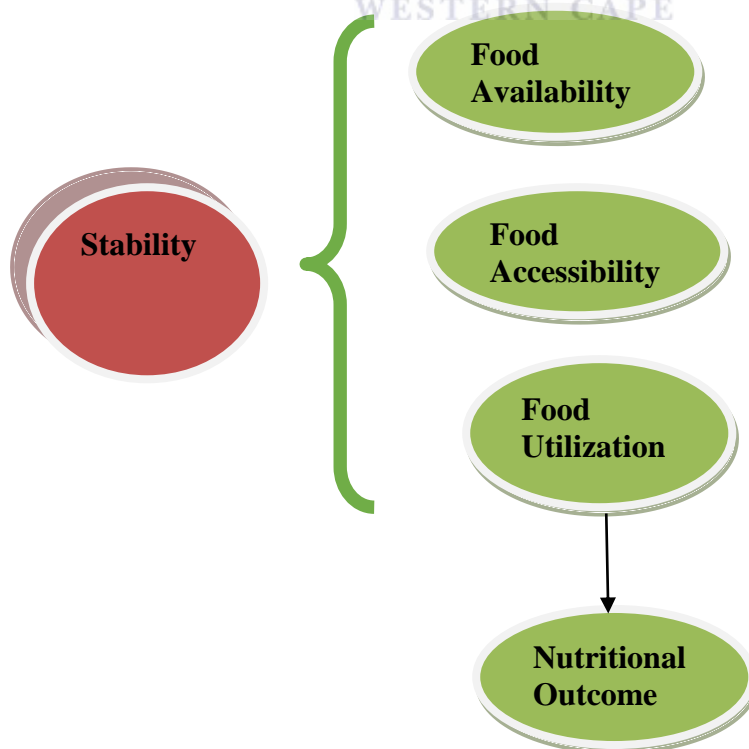 WESTERN CAPE
Food
Availability
Stability
Food
Accessibility
Food
Utilization
Nutritional
Outcome